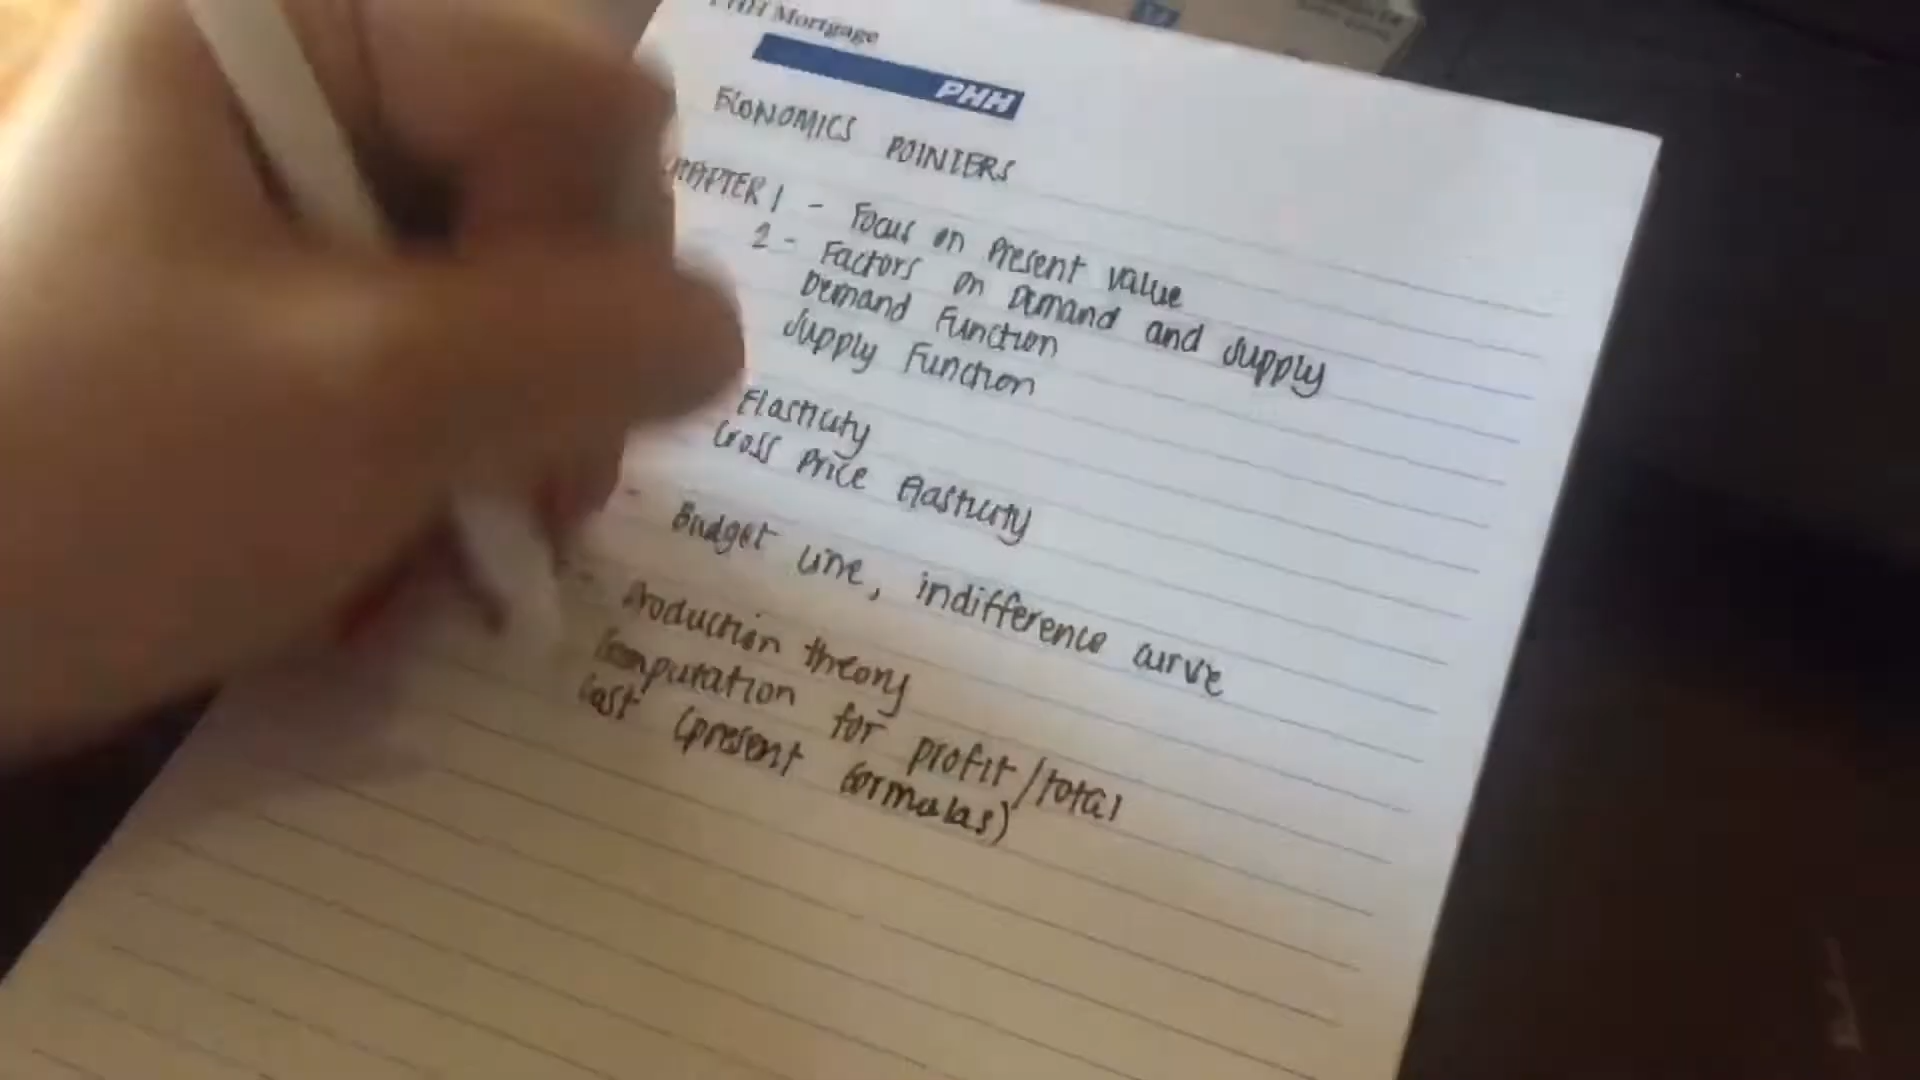 PHH Mortgage
PHH
ECONOMICS POINTERS
CHAPTER 1 - Focus on Present Value
2 - Factors on Demand and Supply
Demand Function
Supply Function
Elasticity
Cross Price Elasticity
- Budget Line, indifference curve
- Production theory
Computation for profit/total
Cost (present formulas)